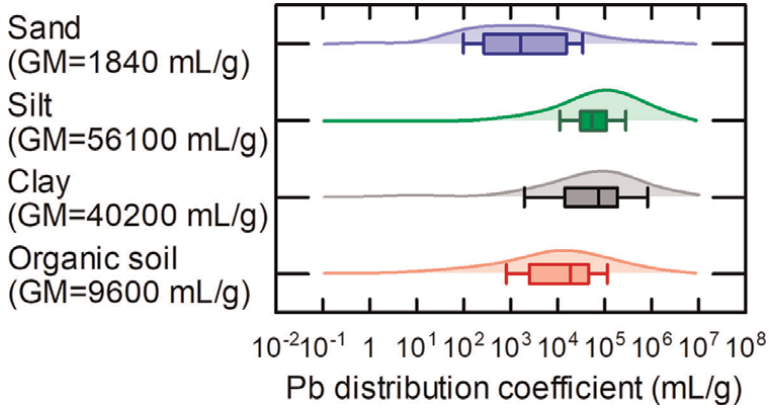 Sand
(GM=1840 mL/g)
Silt
(GM=56100 mL/g)
Clay
(GM=40200 mL/g)
Organic soil
(GM=9600 mL/g)
10⁻² 10⁻¹ 1 10¹ 10² 10³ 10⁴ 10⁵ 10⁶ 10⁷ 10⁸
Pb distribution coefficient (mL/g)